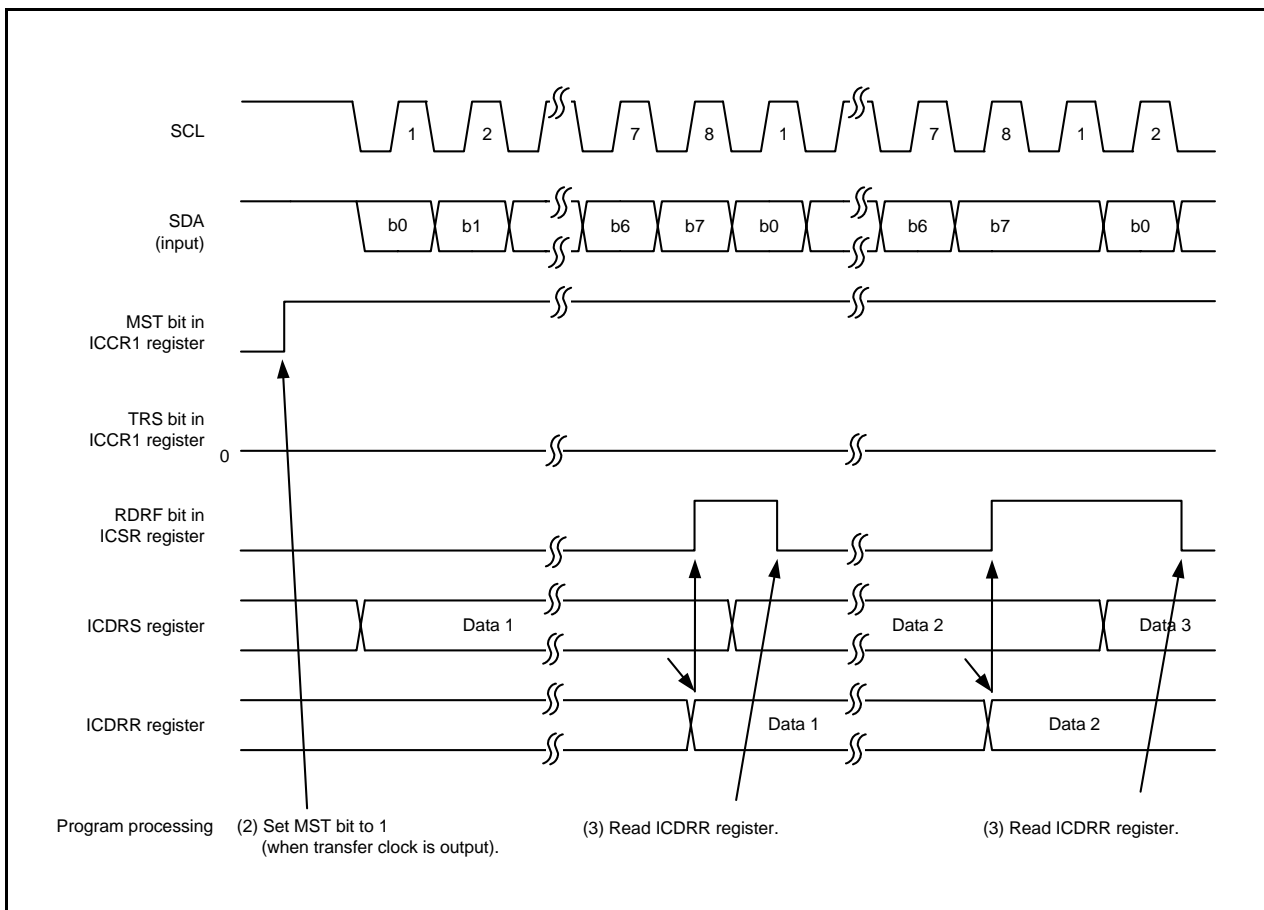 SCL
1 2 7 8 1 7 8 1 2
SDA
(input)
b0 b1 b6 b7 b0 b6 b7 b0
MST bit in
ICCR1 register
TRS bit in
ICCR1 register
0
RDRF bit in
ICSR register
ICDRS register
Data 1 Data 2 Data 3
ICDRR register
Data 1 Data 2
Program processing
(2) Set MST bit to 1
(when transfer clock is output).
(3) Read ICDRR register.
(3) Read ICDRR register.